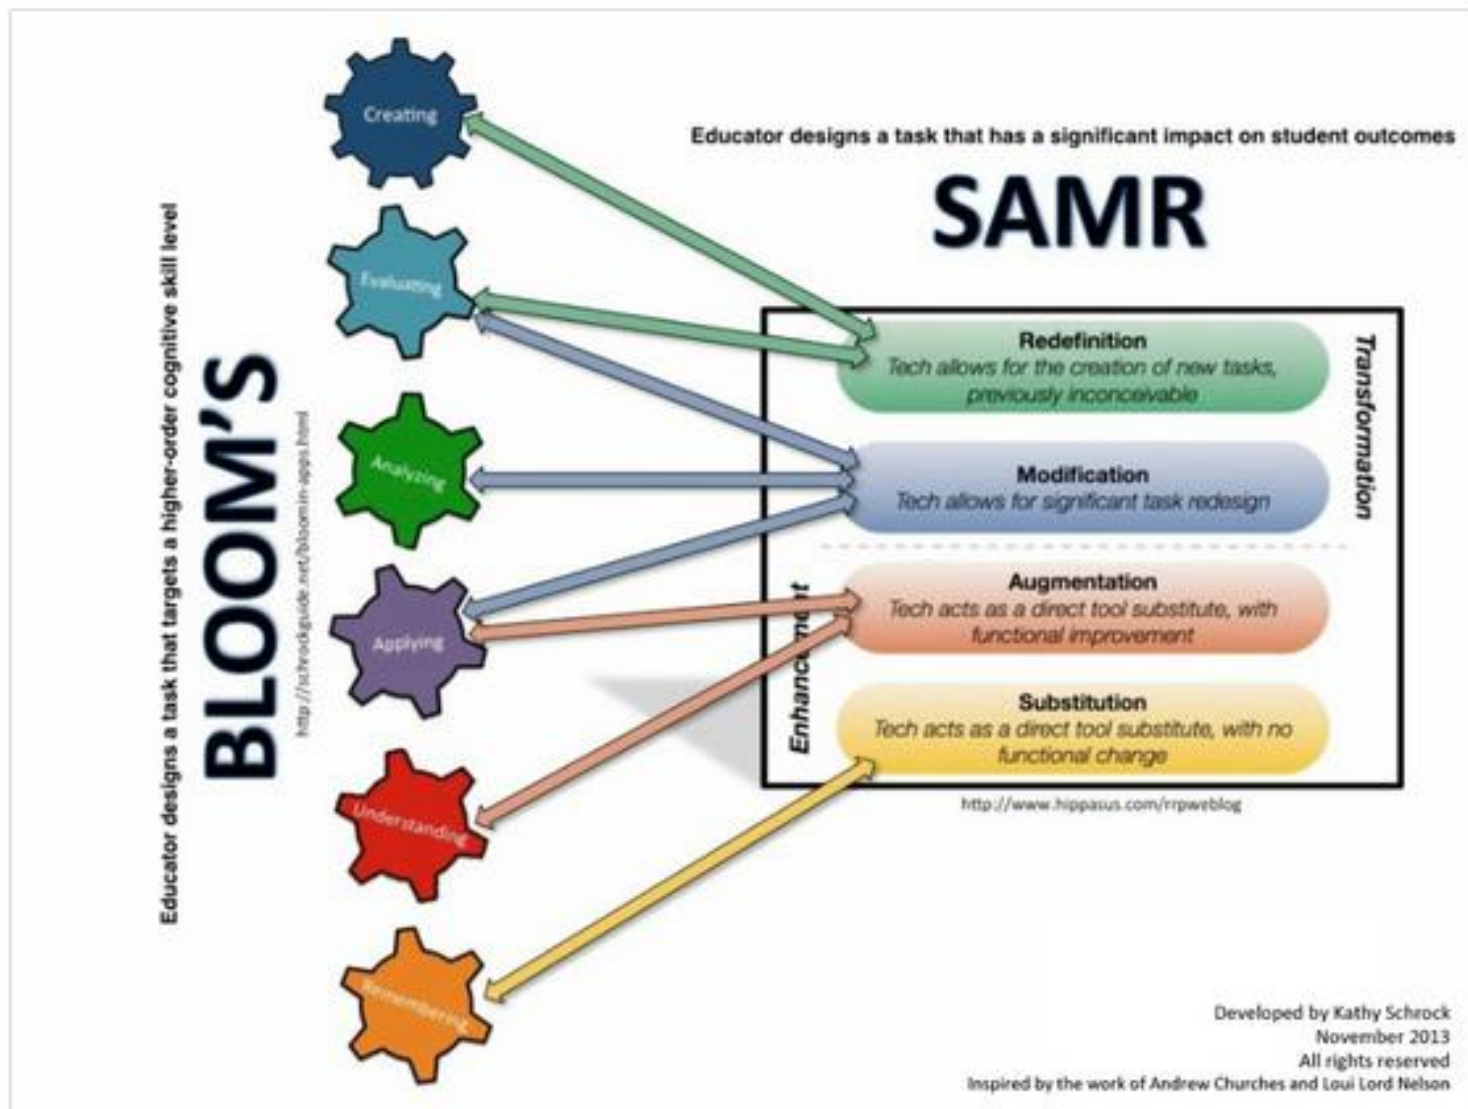 Educator designs a task that targets a higher-order cognitive skill level
BLOOM'S
http://schrockguide.net/bloomin-apps.html
Creating
Evaluating
Analyzing
Applying
Understanding
Remembering
Educator designs a task that has a significant impact on student outcomes
SAMR
Redefinition
Tech allows for the creation of new tasks,
previously inconceivable
Modification
Tech allows for significant task redesign
Transformation
Augmentation
Tech acts as a direct tool substitute, with
functional improvement
Substitution
Tech acts as a direct tool substitute, with no
functional change
Enhancement
http://www.hippasus.com/rrpweblog
Developed by Kathy Schrock
November 2013
All rights reserved
Inspired by the work of Andrew Churches and Loui Lord Nelson